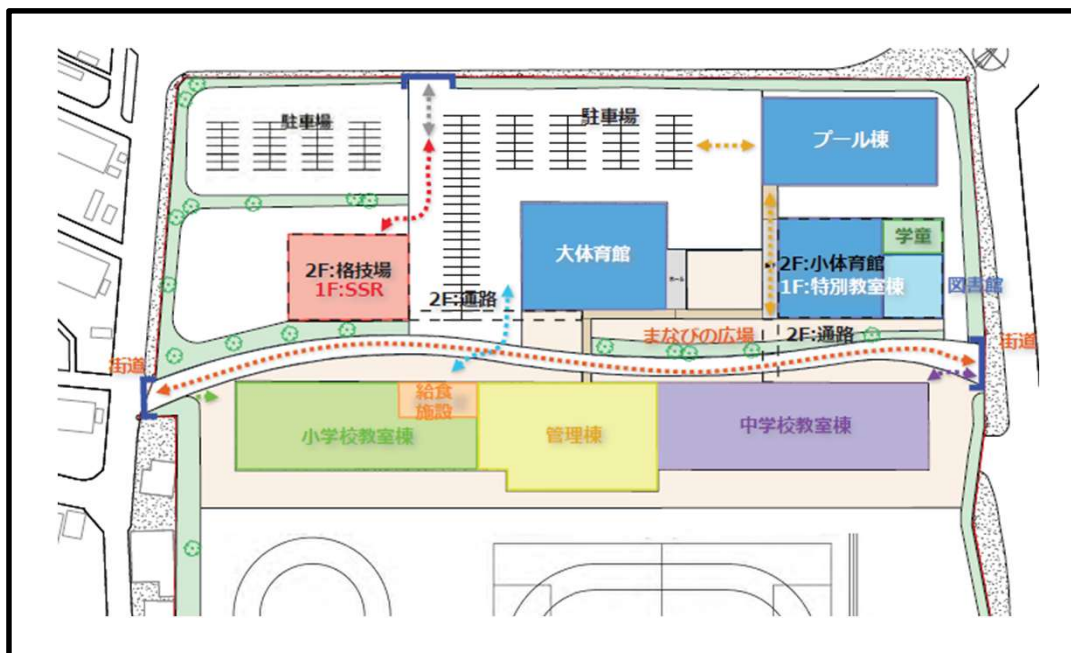 駐車場
駐車場
プール棟
大体育館
ホール
学童
2F:小体育館
1F:特別教室棟
図書館
2F:格技場
1F:SSR
2F:通路
まなびの広場
2F:通路
街道
街道
給食
施設
小学校教室棟
管理棟
中学校教室棟